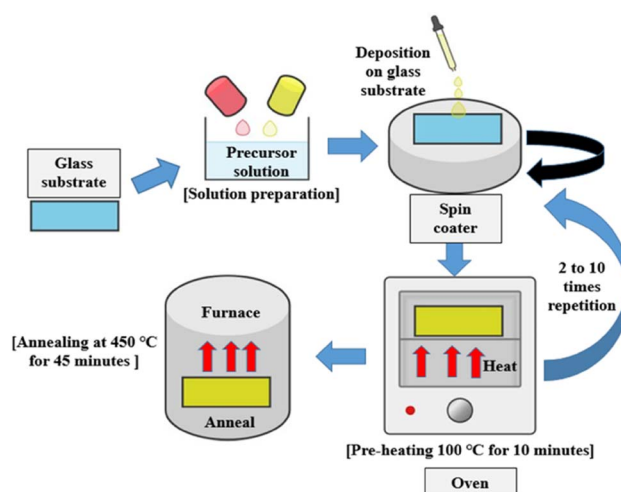 Glass
substrate
Precursor
solution
[Solution preparation]
Deposition
on glass
substrate
Spin
coater
2 to 10
times
repetition
Heat
[Pre-heating 100 °C for 10 minutes]
Oven
Furnace
Anneal
[Annealing at 450 °C
for 45 minutes ]